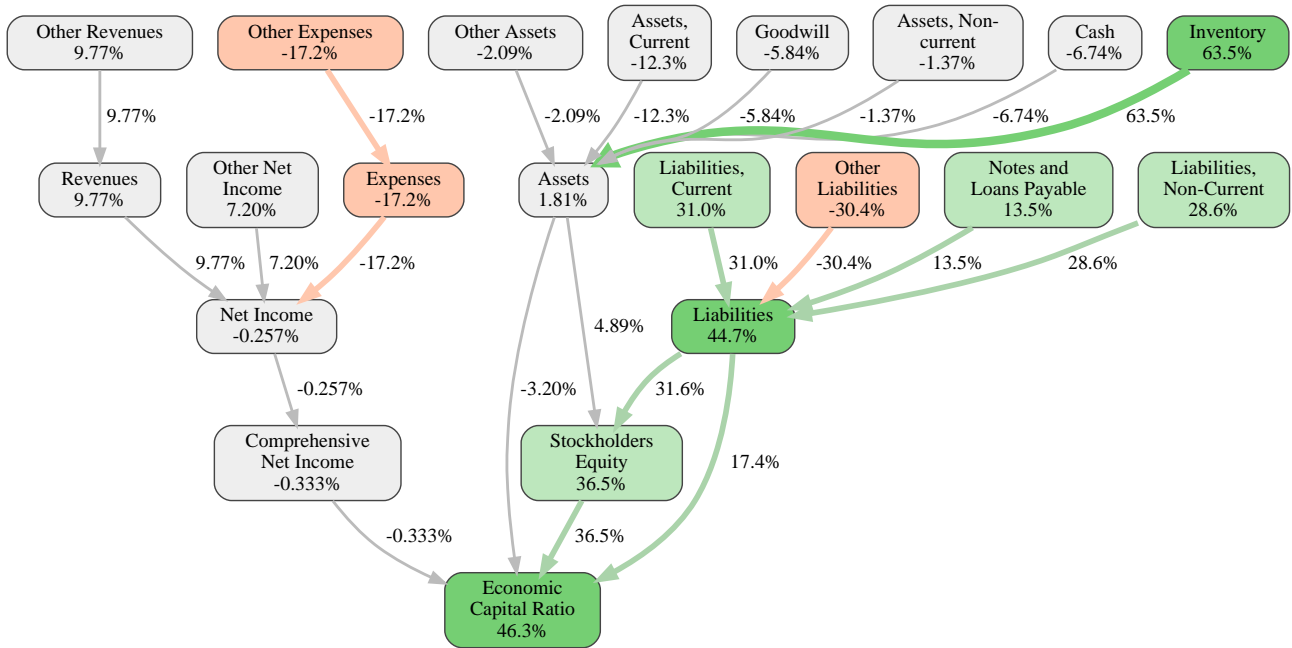 Other Revenues
9.77%
Other Expenses
-17.2%
Other Assets
-2.09%
Assets,
Current
-12.3%
Goodwill
-5.84%
Assets, Non-
current
-1.37%
Cash
-6.74%
Inventory
63.5%
9.77%
-17.2%
-2.09%
-12.3%
-5.84%
-1.37%
-6.74%
63.5%
Revenues
9.77%
Other Net
Income
7.20%
Expenses
-17.2%
Assets
1.81%
Liabilities,
Current
31.0%
Other
Liabilities
-30.4%
Notes and
Loans Payable
13.5%
Liabilities,
Non-Current
28.6%
9.77%
7.20%
-17.2%
31.0%
-30.4%
13.5%
28.6%
Net Income
-0.257%
4.89%
Liabilities
44.7%
-0.257%
-3.20%
31.6%
Comprehensive
Net Income
-0.333%
Stockholders
Equity
36.5%
17.4%
-0.333%
36.5%
Economic
Capital Ratio
46.3%